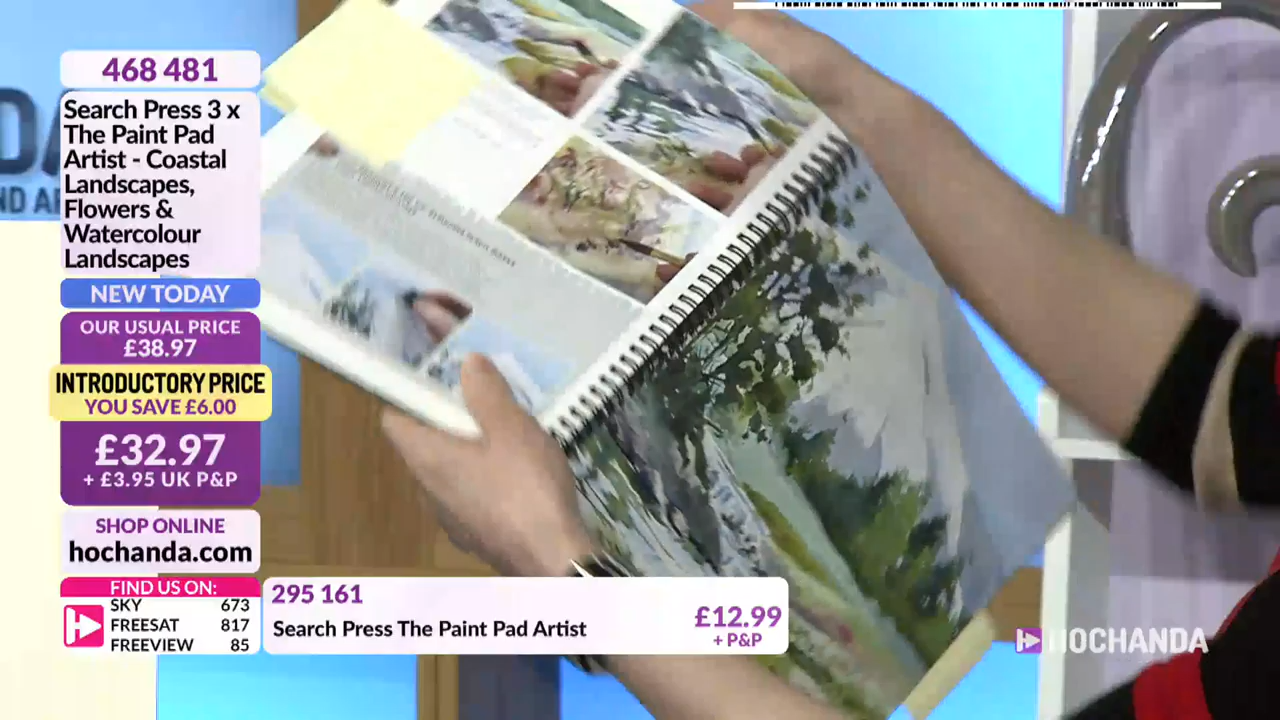 468 481
Search Press 3 x
The Paint Pad
Artist - Coastal
Landscapes,
Flowers &
Watercolour
Landscapes
NEW TODAY
OUR USUAL PRICE
£38.97
INTRODUCTORY PRICE
YOU SAVE £6.00
£32.97
+ £3.95 UK P&P
SHOP ONLINE
hochanda.com
FIND US ON:
SKY 673
FREESAT 817
FREEVIEW 85
295 161
Search Press The Paint Pad Artist
£12.99
+ P&P
HOCHANDA